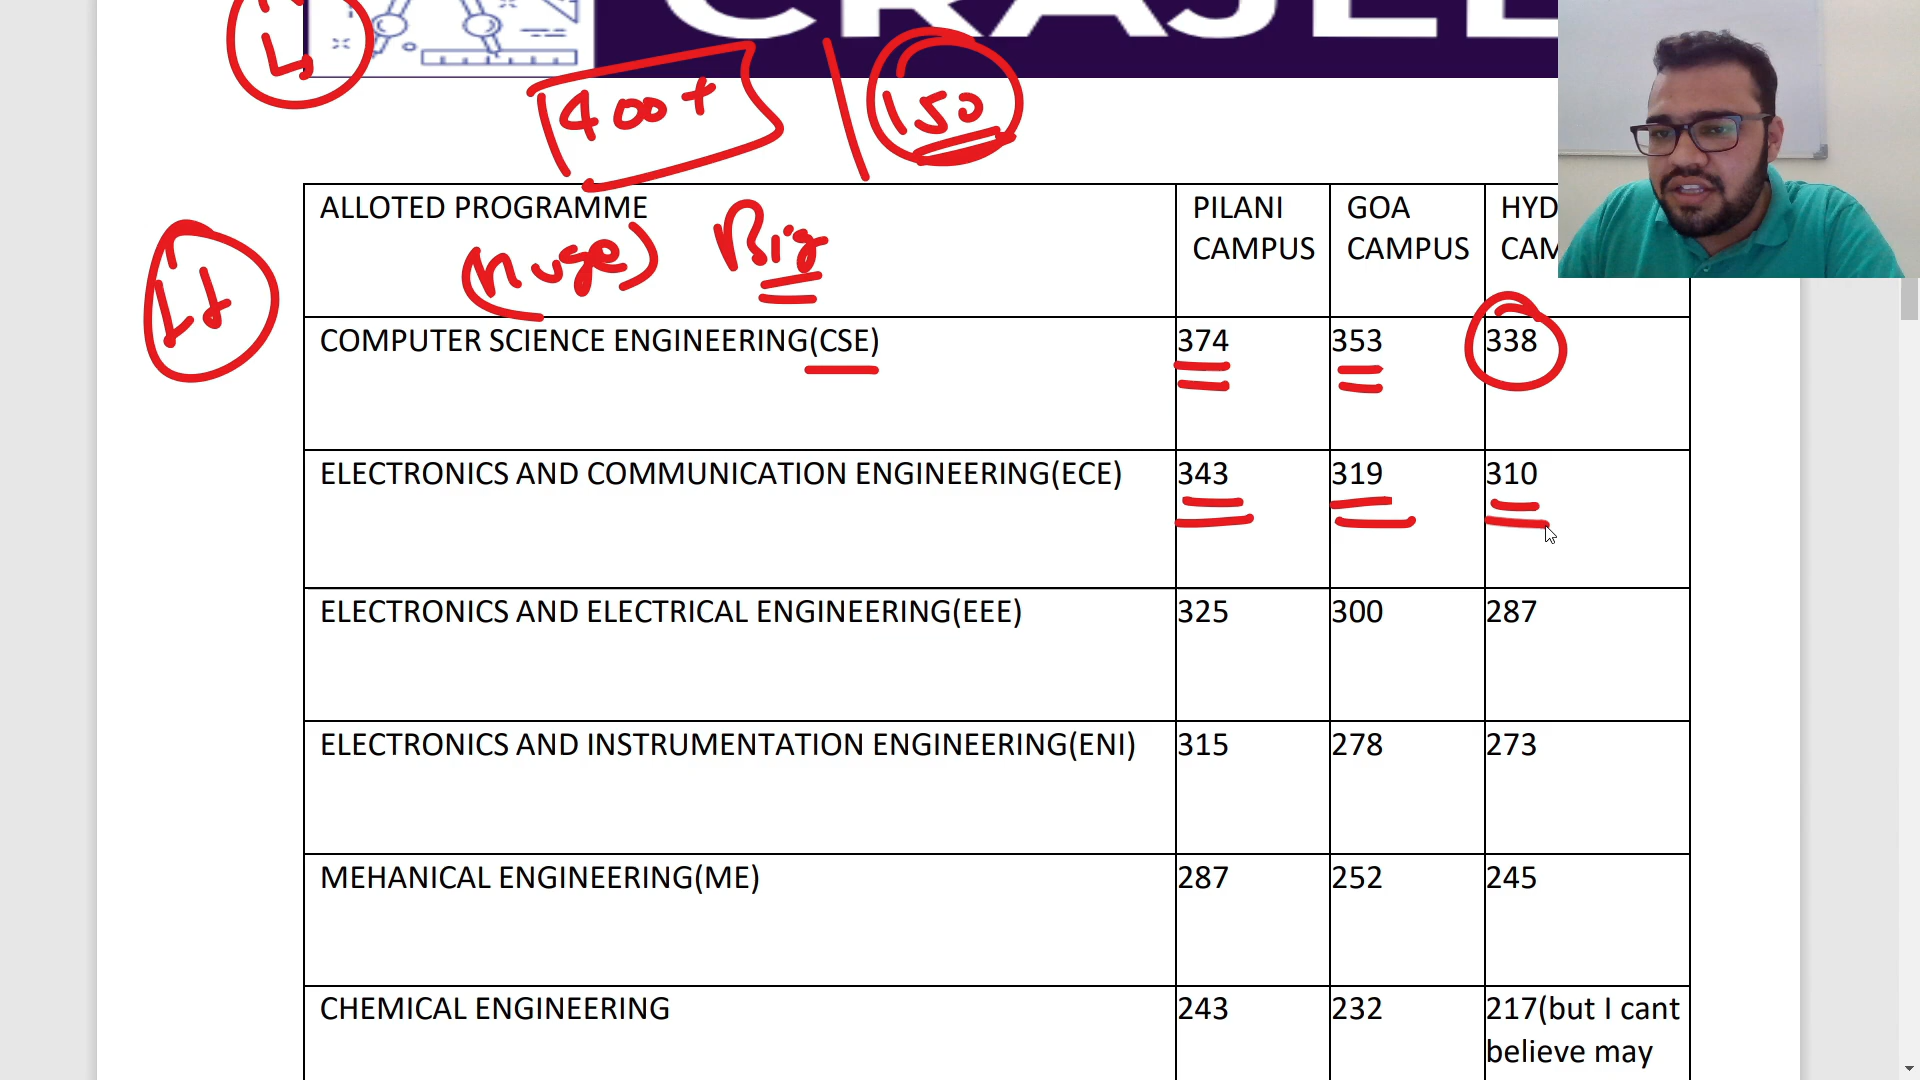 CRAJEE
400+
150
ALLOTED PROGRAMME
PILANI CAMPUS
GOA CAMPUS
HYD
CAM
(Huge)
Big
COMPUTER SCIENCE ENGINEERING(CSE) 374 353 338
ELECTRONICS AND COMMUNICATION ENGINEERING(ECE) 343 319 310
ELECTRONICS AND ELECTRICAL ENGINEERING(EEE) 325 300 287
ELECTRONICS AND INSTRUMENTATION ENGINEERING(ENI) 315 278 273
MEHANICAL ENGINEERING(ME) 287 252 245
CHEMICAL ENGINEERING 243 232 217(but I cant
believe may